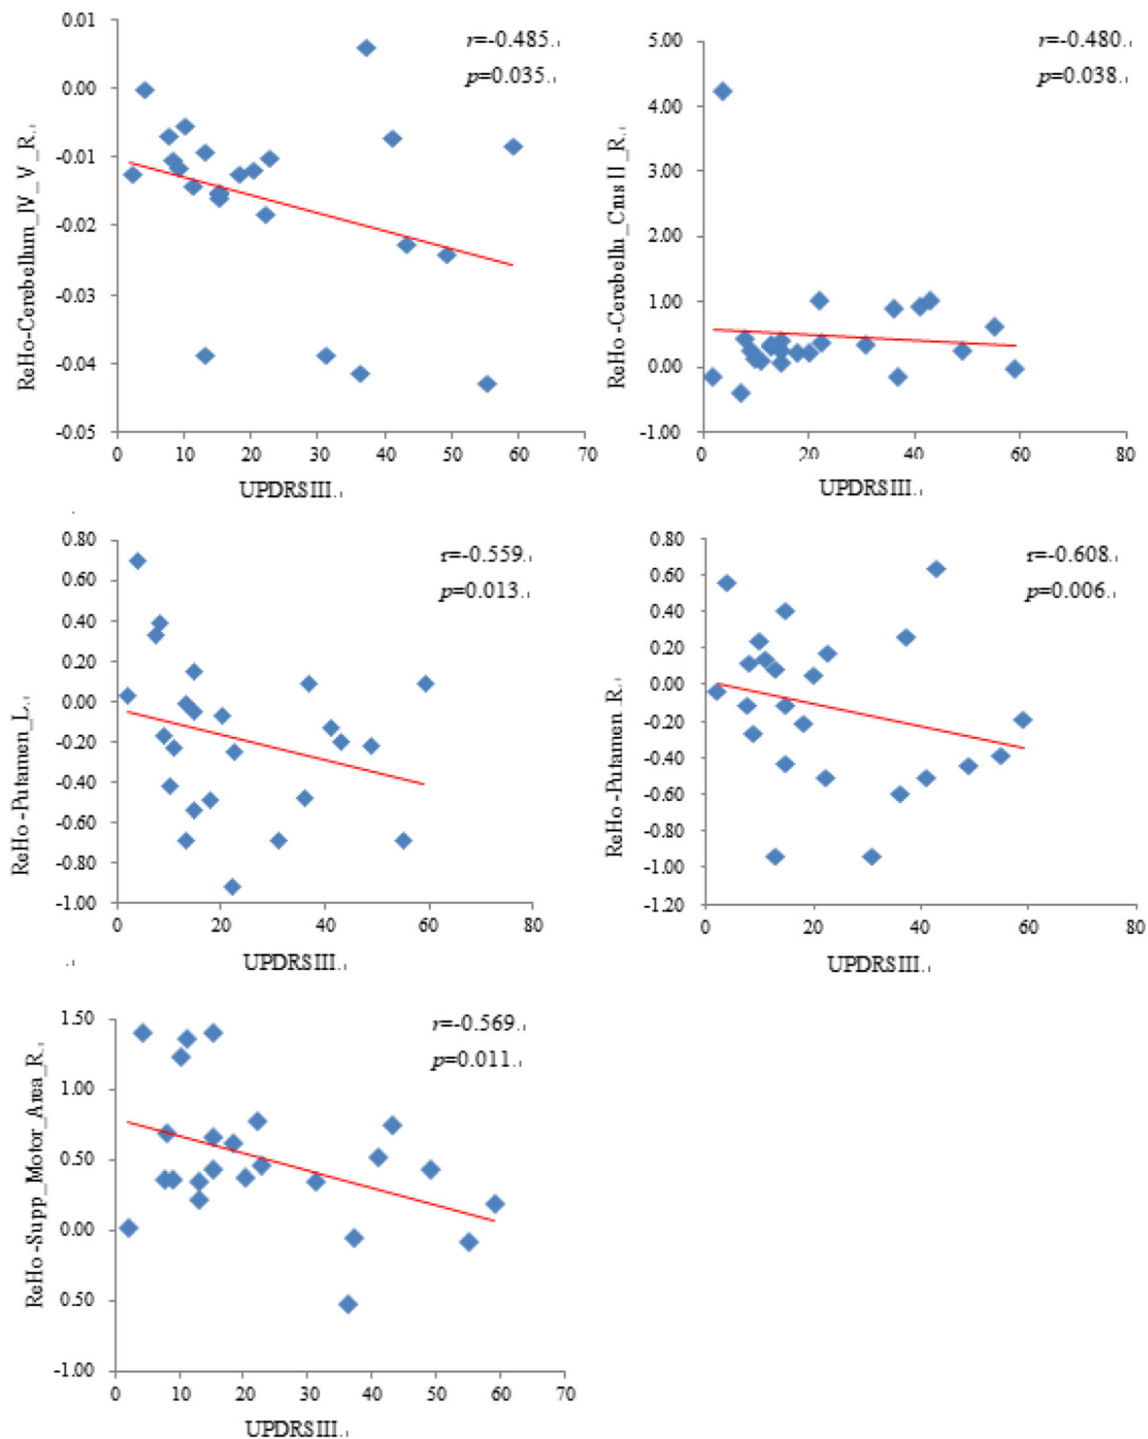 0.01
0.00
-0.01
-0.02
-0.03
-0.04
-0.05
ReHo-Cerebellum_IV_V_R.
r=-0.485.
p=0.035.
0 10 20 30 40 50 60 70
UPDRSIII.
5.00
4.00
3.00
2.00
1.00
0.00
-1.00
ReHo-Cerebellu_Crus II_R.
r=-0.480.
p=0.038.
0 20 40 60 80
UPDRSIII.
0.80
0.60
0.40
0.20
0.00
-0.20
-0.40
-0.60
-0.80
-1.00
ReHo-Putamen_L.
r=-0.559.
p=0.013.
0 20 40 60 80
UPDRSIII.
0.80
0.60
0.40
0.20
0.00
-0.20
-0.40
-0.60
-0.80
-1.00
-1.20
ReHo-Putamen R.
r=-0.608.
p=0.006.
0 20 40 60 80
UPDRSIII.
1.50
1.00
0.50
0.00
0.50
-1.00
ReHo-Supp_Motor_Area_R.
r=-0.569.
p=0.011.
0 10 20 30 40 50 60 70
UPDRSIII.